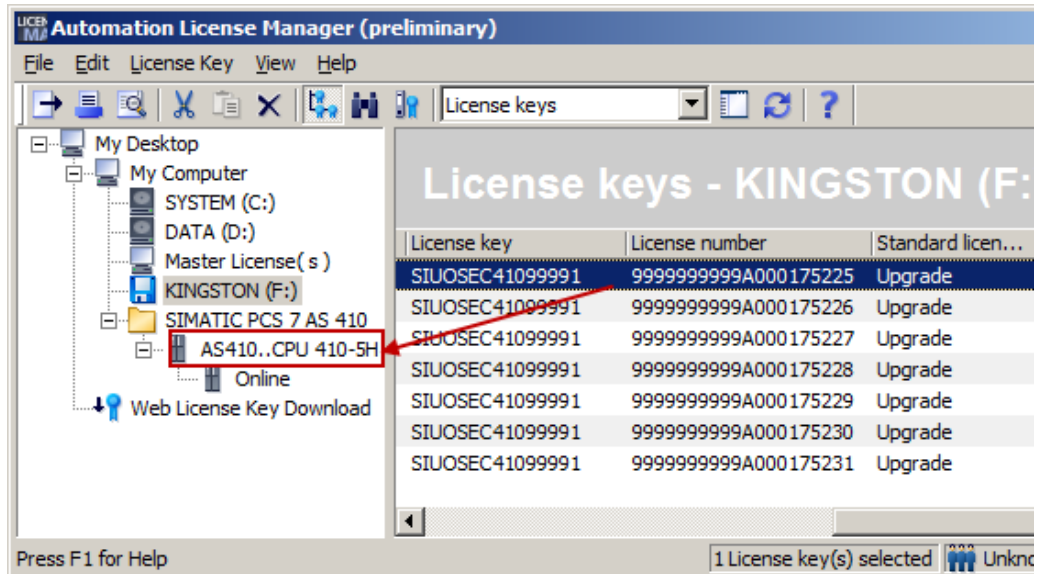 LICEN MA Automation License Manager (preliminary)
File Edit License Key View Help
License keys
My Desktop
My Computer
SYSTEM (C:)
DATA (D:)
Master License( s )
KINGSTON (F:)
SIMATIC PCS 7 AS 410
AS410..CPU 410-5H
Online
Web License Key Download
License keys - KINGSTON (F:
License key License number Standard licen...
SIUOSEC41099991 9999999999A000175225 Upgrade
SIUOSEC41099991 9999999999A000175226 Upgrade
SIUOSEC41099991 9999999999A000175227 Upgrade
SIUOSEC41099991 9999999999A000175228 Upgrade
SIUOSEC41099991 9999999999A000175229 Upgrade
SIUOSEC41099991 9999999999A000175230 Upgrade
SIUOSEC41099991 9999999999A000175231 Upgrade
Press F1 for Help 1 License key(s) selected Unkno